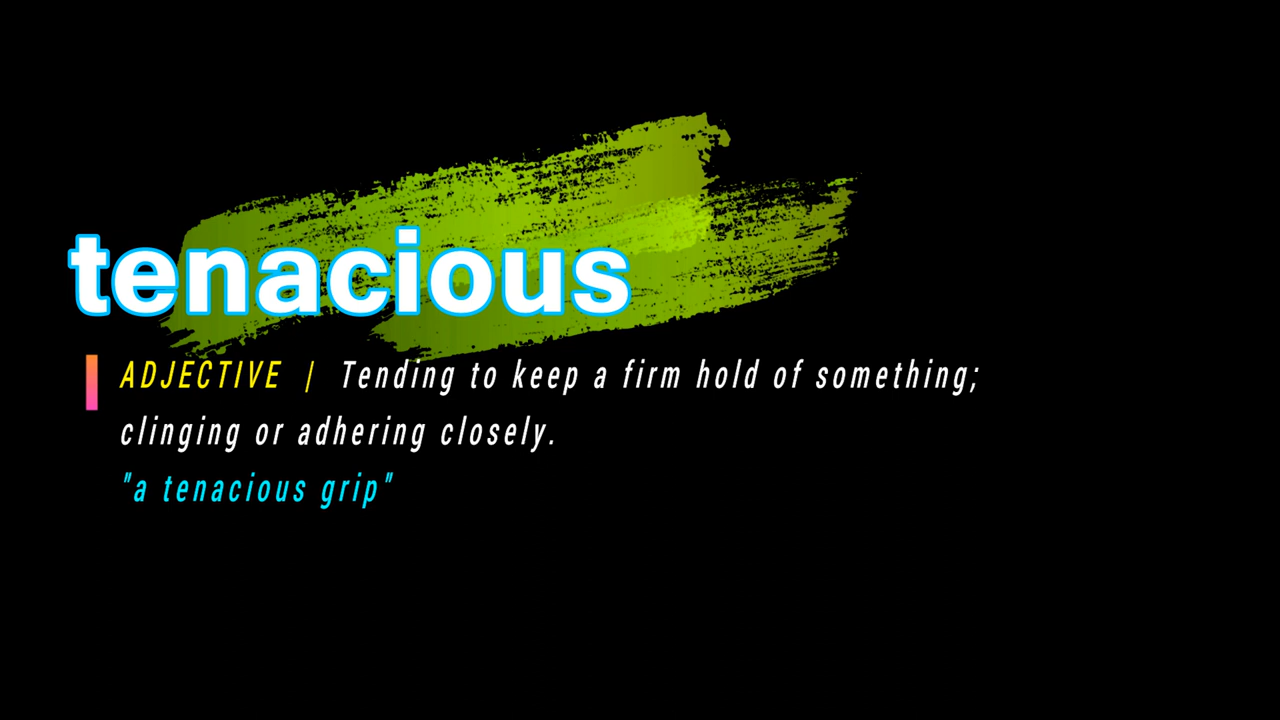 tenacious
ADJECTIVE | Tending to keep a firm hold of something;
clinging or adhering closely.
"a tenacious grip"